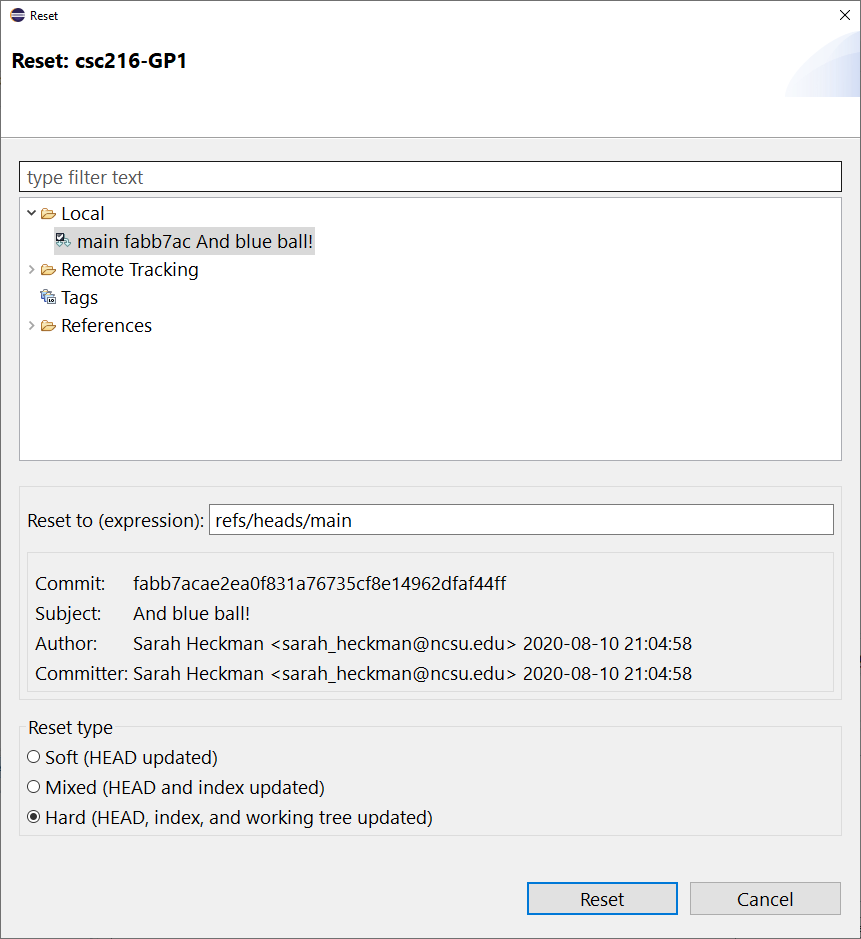 Reset
Reset: csc216-GP1
type filter text
Local
main fabb7ac And blue ball!
Remote Tracking
Tags
References
Reset to (expression): refs/heads/main
Commit: fabb7acae2ea0f831a76735cf8e14962dfaf44ff
Subject: And blue ball!
Author: Sarah Heckman <sarah_heckman@ncsu.edu> 2020-08-10 21:04:58
Committer: Sarah Heckman <sarah_heckman@ncsu.edu> 2020-08-10 21:04:58
Reset type
Soft (HEAD updated)
Mixed (HEAD and index updated)
Hard (HEAD, index, and working tree updated)
Reset Cancel